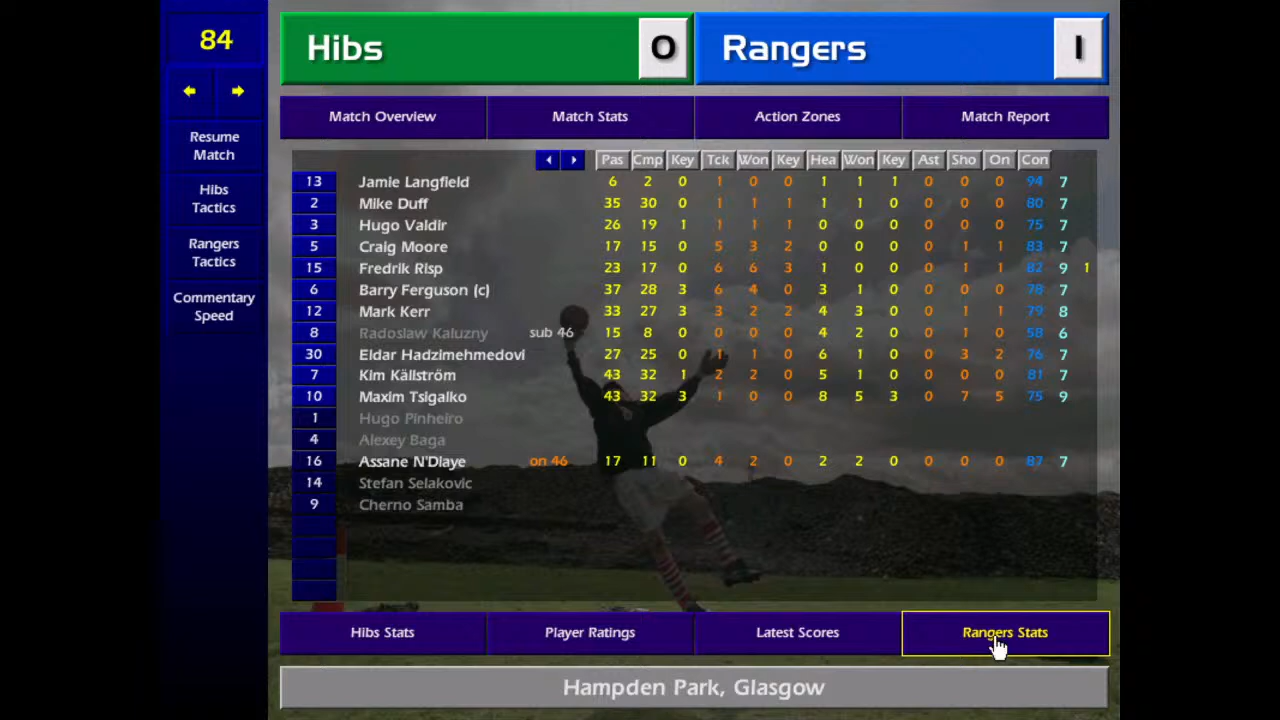 84
Hibs 0 Rangers 1
Match Overview Match Stats Action Zones Match Report
Resume
Match
Hibs
Tactics
Rangers
Tactics
Commentary
Speed
Pas Cmp Key Tck Won Key Hea Won Key Ast Sho On Con
13 Jamie Langfield 6 2 0 1 0 0 1 1 1 0 0 0 94 7
2 Mike Duff 35 30 0 1 1 1 1 1 0 0 0 0 80 7
3 Hugo Valdir 26 19 1 1 1 1 0 0 0 0 0 0 75 7
5 Craig Moore 17 15 0 5 3 2 0 0 0 0 1 1 83 7
15 Fredrik Risp 23 17 0 6 6 3 1 0 0 0 1 1 82 9 1
6 Barry Ferguson (c) 37 28 3 6 4 0 3 1 0 0 0 0 78 7
12 Mark Kerr 33 27 3 3 2 2 4 3 0 0 1 1 79 8
8 Radoslaw Kaluzny sub 46 15 8 0 0 0 0 4 2 0 0 1 0 58 6
30 Eldar Hadzimehmedovi 27 25 0 1 1 0 6 1 0 0 3 2 76 7
7 Kim Källström 43 32 1 2 2 0 5 1 0 0 0 0 81 7
10 Maxim Tsigalko 43 32 3 1 0 0 8 5 3 0 7 5 75 9
1 Hugo Pinheiro
4 Alexey Baga
16 Assane N'Diaye on 46 17 11 0 4 2 0 2 2 0 0 0 0 87 7
14 Stefan Selakovic
9 Cherno Samba
Hibs Stats Player Ratings Latest Scores Rangers Stats
Hampden Park, Glasgow